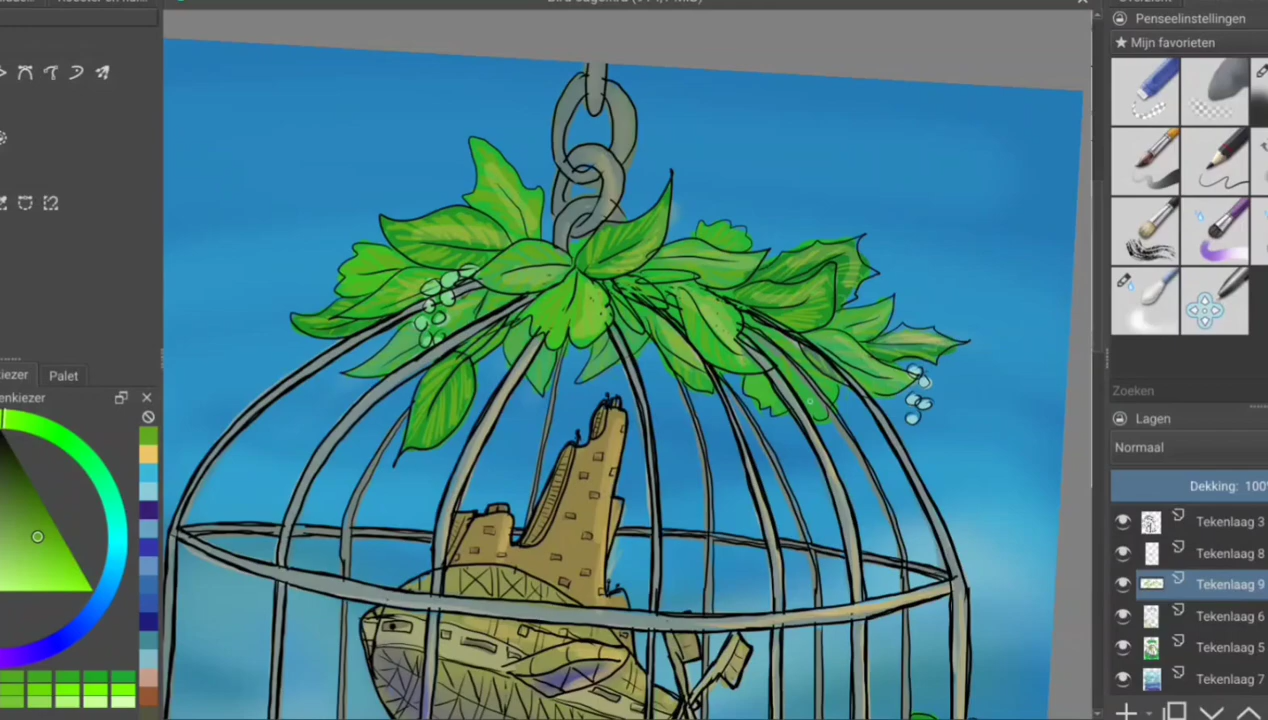 Penseelinstellingen
Mijn favorieten
Zoeken
Lagen
Normaal
Dekking: 100%
Tekenlaag 3
Tekenlaag 8
Tekenlaag 9
Tekenlaag 6
Tekenlaag 5
Tekenlaag 7
Palet